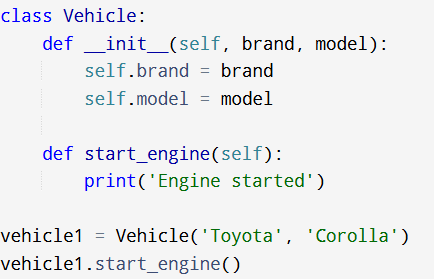 class Vehicle:
    def __init__(self, brand, model):
        self.brand = brand
        self.model = model

    def start_engine(self):
        print('Engine started')

vehicle1 = Vehicle('Toyota', 'Corolla')
vehicle1.start_engine()